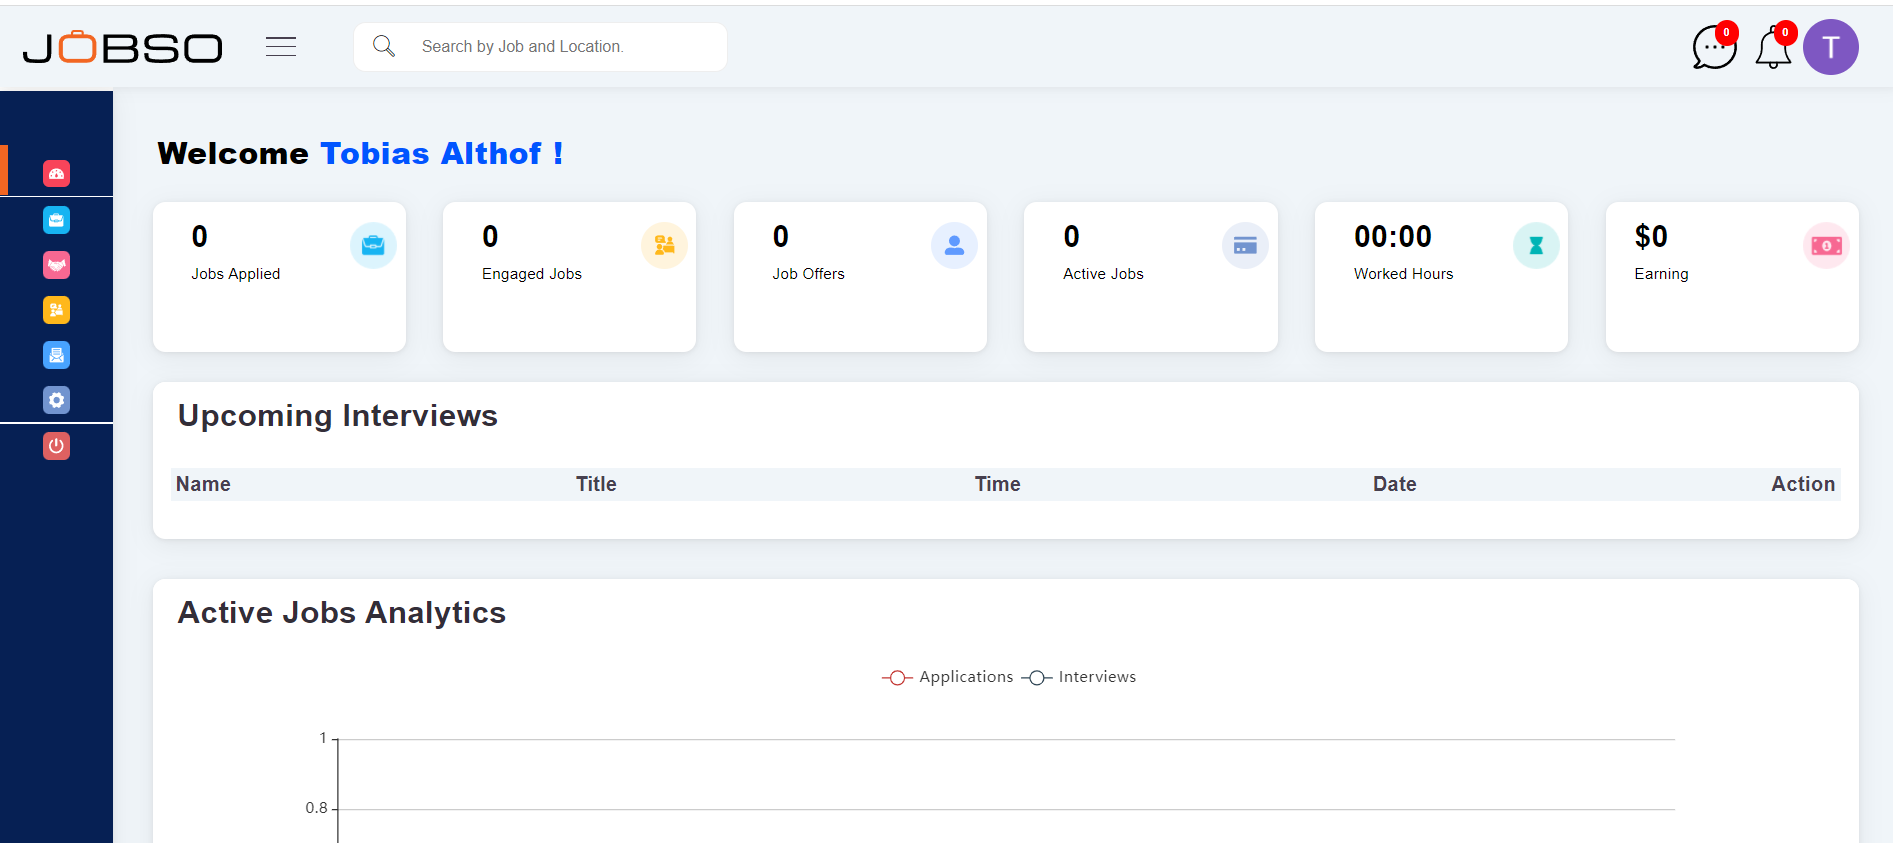 JOBSO
Search by Job and Location.
0
0
T
Welcome Tobias Althof !
0
Jobs Applied
0
Engaged Jobs
0
Job Offers
0
Active Jobs
00:00
Worked Hours
$0
Earning
Upcoming Interviews
Name Title Time Date Action
Active Jobs Analytics
Applications Interviews
1
0.8